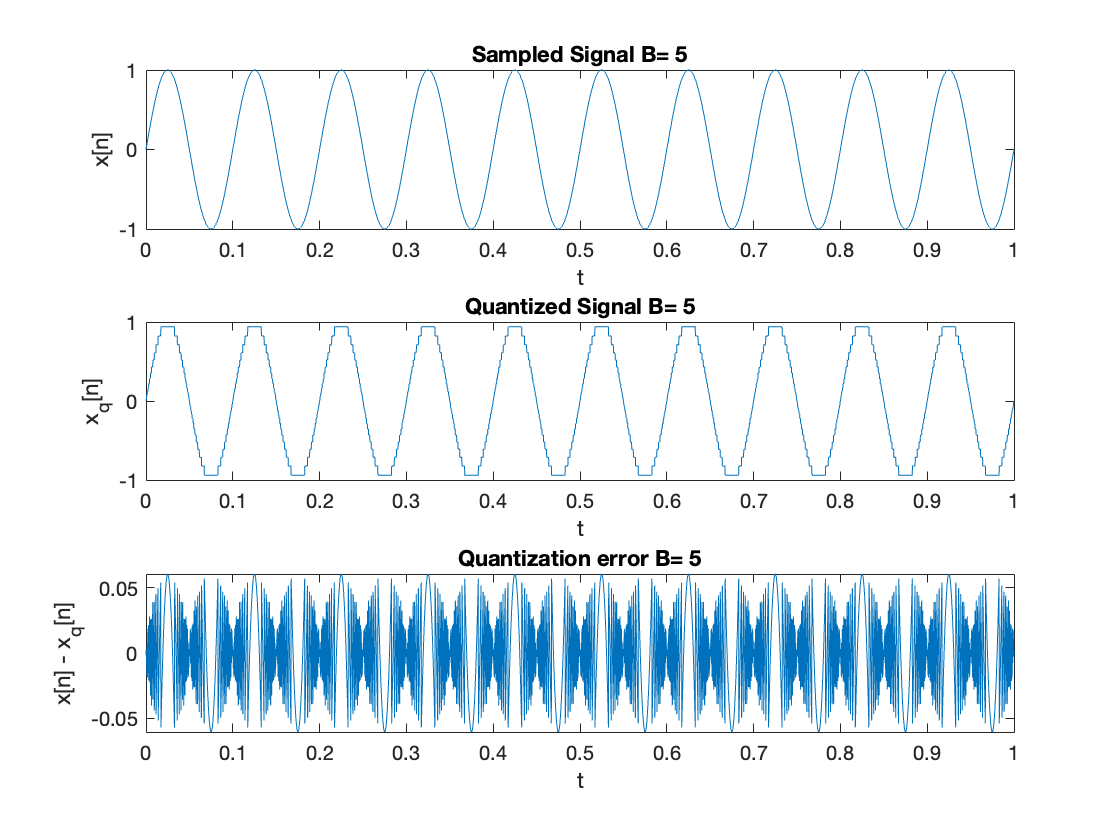 Sampled Signal B= 5
1
0
-1
x[n]
0 0.1 0.2 0.3 0.4 0.5 0.6 0.7 0.8 0.9 1
t
Quantized Signal B= 5
1
0
-1
x_q[n]
0 0.1 0.2 0.3 0.4 0.5 0.6 0.7 0.8 0.9 1
t
Quantization error B= 5
0.05
0
-0.05
x[n] - x_q[n]
0 0.1 0.2 0.3 0.4 0.5 0.6 0.7 0.8 0.9 1
t